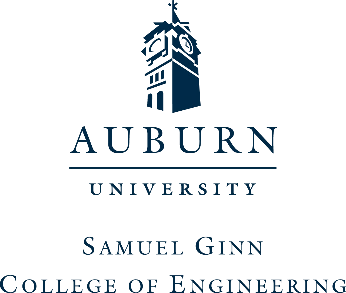 AUBURN
UNIVERSITY
SAMUEL GINN
COLLEGE OF ENGINEERING